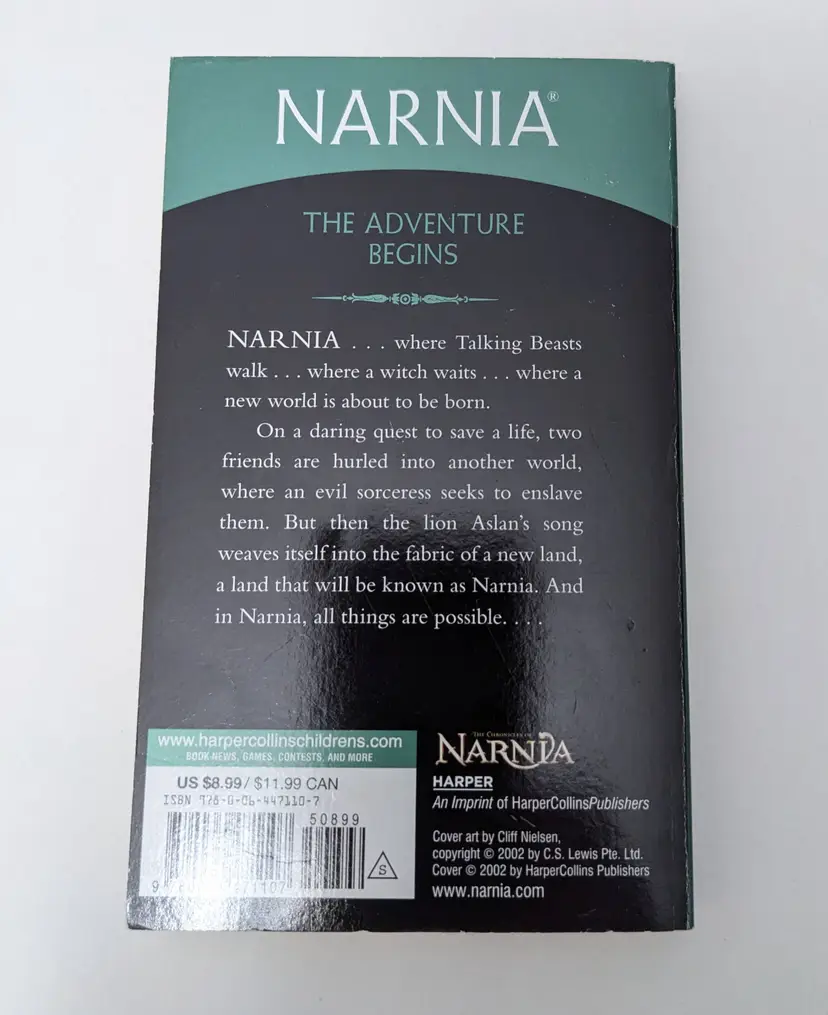 NARNIA®
THE ADVENTURE
BEGINS
NARNIA . . . where Talking Beasts
walk . . . where a witch waits . . . where a
new world is about to be born.
On a daring quest to save a life, two
friends are hurled into another world,
where an evil sorceress seeks to enslave
them. But then the lion Aslan's song
weaves itself into the fabric of a new land,
a land that will be known as Narnia. And
in Narnia, all things are possible. . . .
www.harpercollinschildrens.com
BOOK NEWS, GAMES, CONTESTS, AND MORE
US $8.99 / $11.99 CAN
ISBN 978-0-06-447110-7
50899
S
THE CHRONICLES OF
NARNIA
HARPER
An Imprint of HarperCollinsPublishers
Cover art by Cliff Nielsen,
copyright © 2002 by C.S. Lewis Pte. Ltd.
Cover © 2002 by HarperCollins Publishers
www.narnia.com